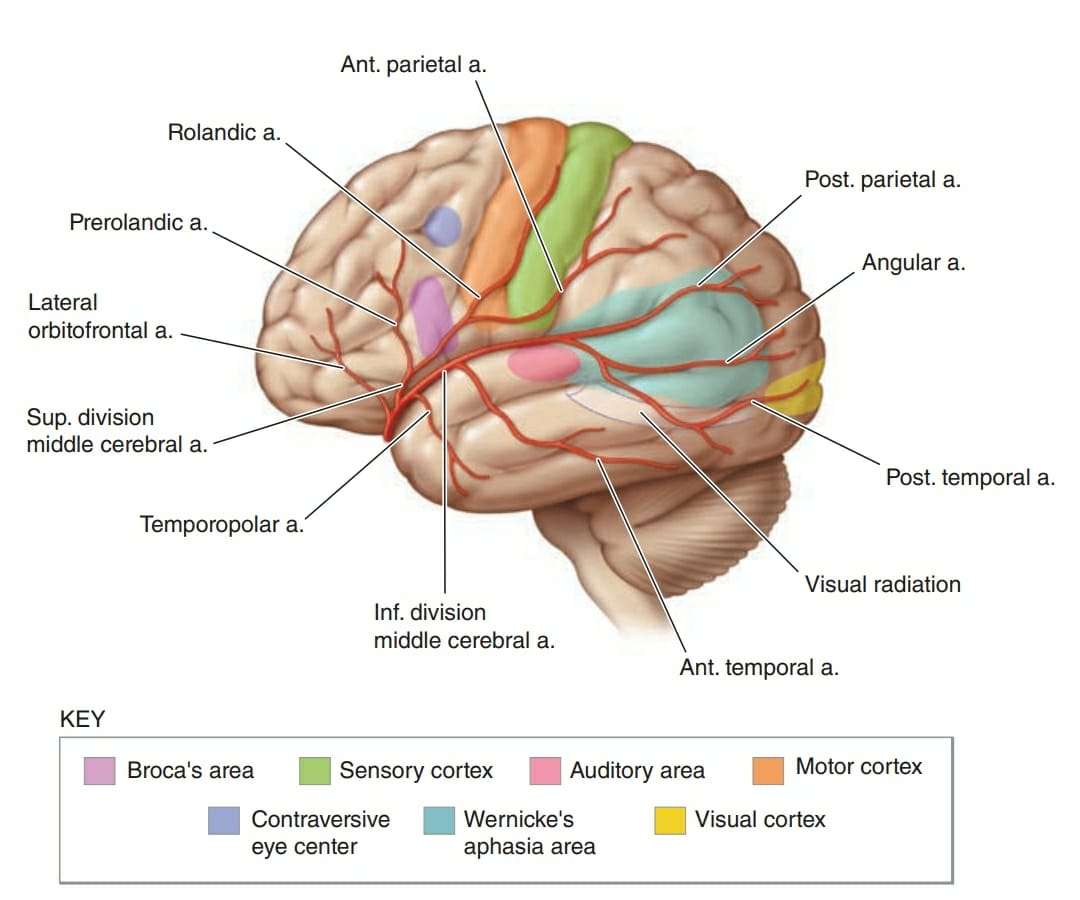 Ant. parietal a.
Rolandic a.
Post. parietal a.
Prerolandic a.
Angular a.
Lateral
orbitofrontal a.
Sup. division
middle cerebral a.
Post. temporal a.
Temporopolar a.
Visual radiation
Inf. division
middle cerebral a.
Ant. temporal a.
KEY
Broca's area
Sensory cortex
Auditory area
Motor cortex
Contraversive
eye center
Wernicke's
aphasia area
Visual cortex